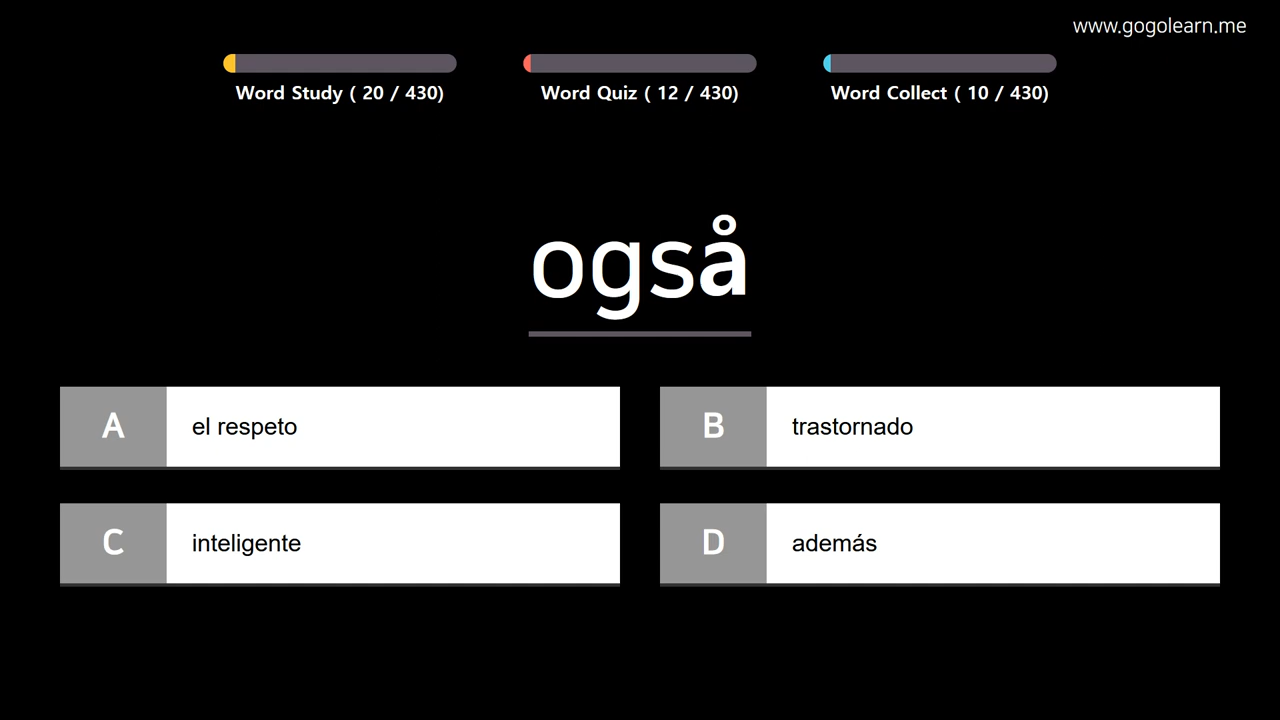 www.gogolearn.me
Word Study ( 20 / 430)
Word Quiz ( 12 / 430)
Word Collect ( 10 / 430)
også
A el respeto
B trastornado
C inteligente
D además